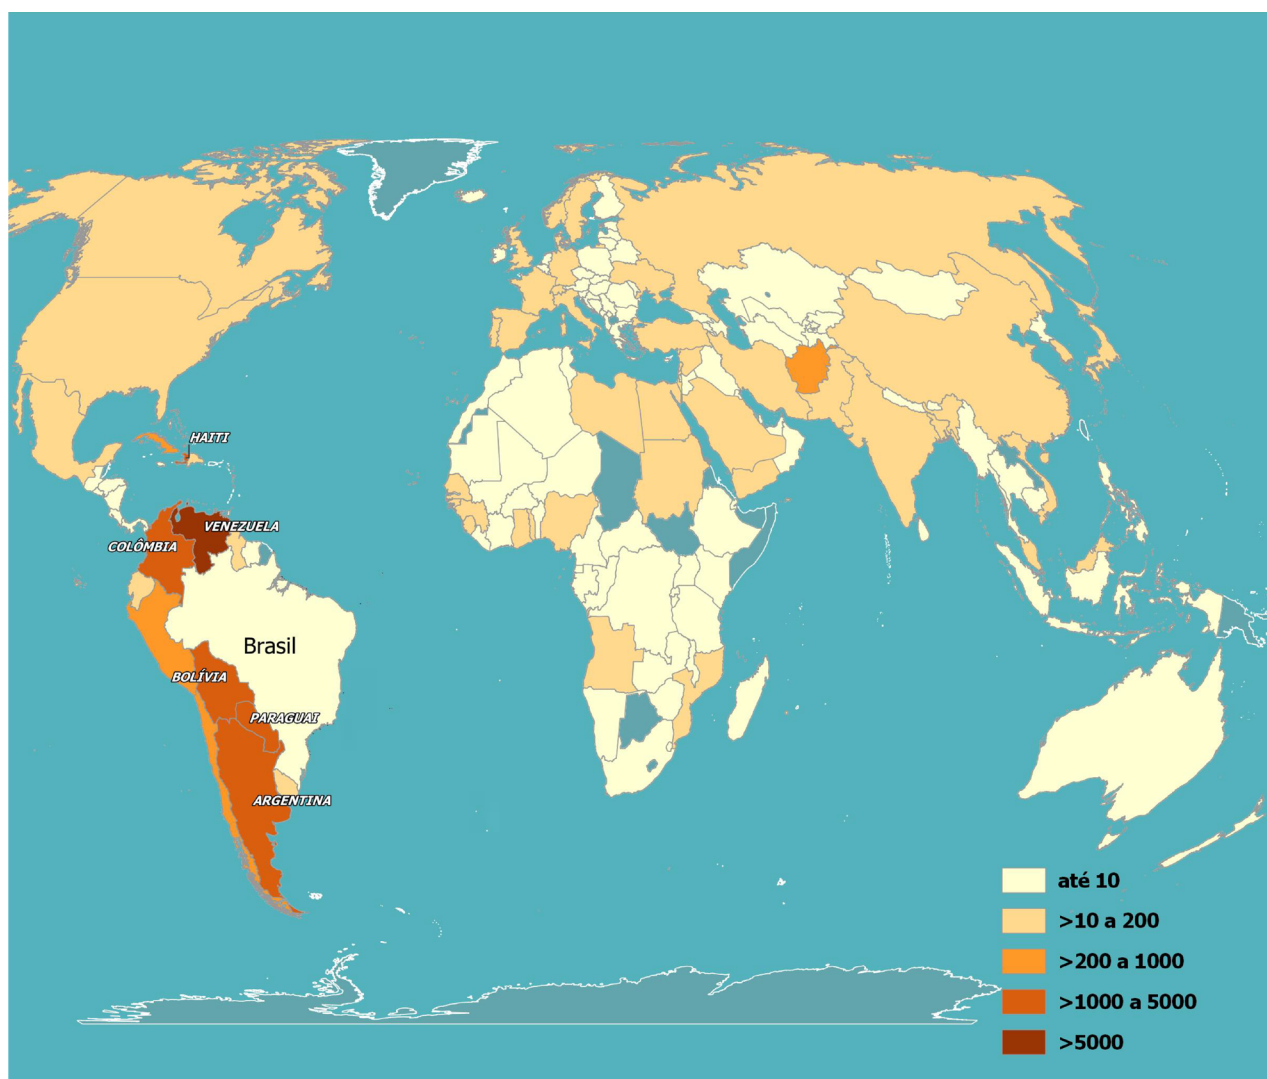 HAITI
VENEZUELA
COLÔMBIA
Brasil
BOLÍVIA
PARAGUAI
ARGENTINA
até 10
>10 a 200
>200 a 1000
>1000 a 5000
>5000